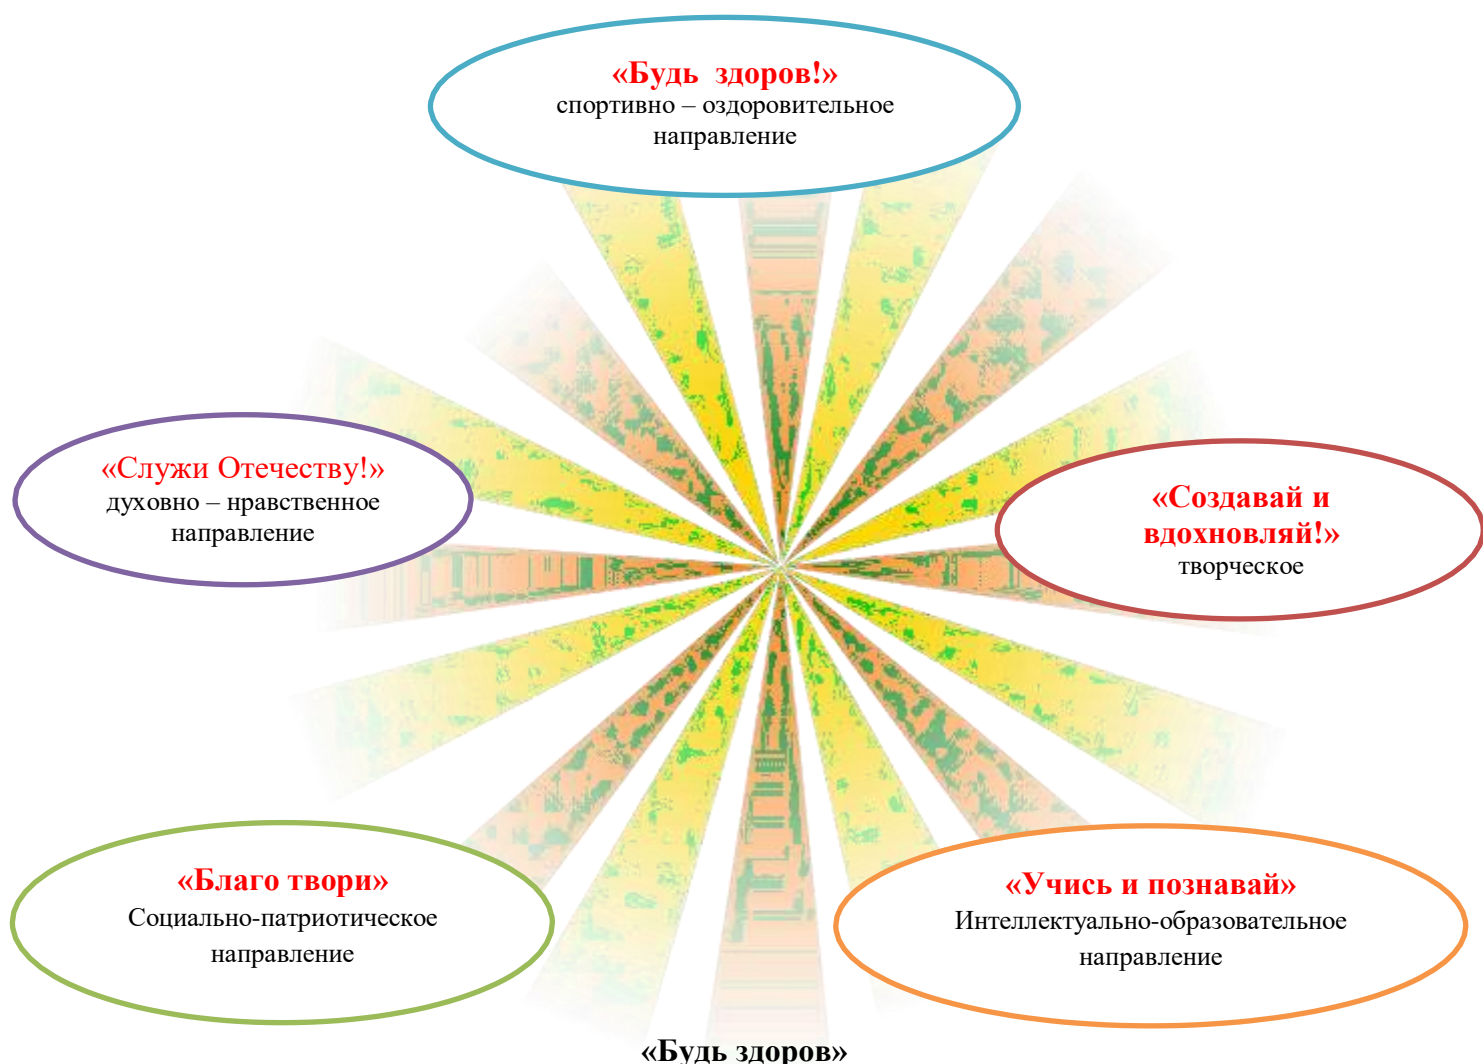 «Будь здоров!»
спортивно – оздоровительное
направление
«Служи Отечеству!»
духовно – нравственное
направление
«Создавай и
вдохновляй!»
творческое
«Благо твори»
Социально-патриотическое
направление
«Учись и познавай»
Интеллектуально-образовательное
направление
«Будь здоров»